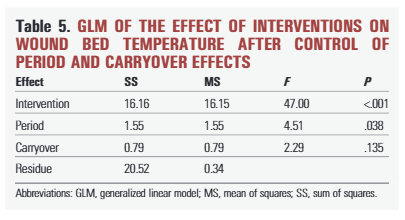 Table 5. GLM OF THE EFFECT OF INTERVENTIONS ON
WOUND BED TEMPERATURE AFTER CONTROL OF
PERIOD AND CARRYOVER EFFECTS
Effect SS MS F P
Intervention 16.16 16.15 47.00 <.001
Period 1.55 1.55 4.51 .038
Carryover 0.79 0.79 2.29 .135
Residue 20.52 0.34
Abbreviations: GLM, generalized linear model; MS, mean of squares; SS, sum of squares.